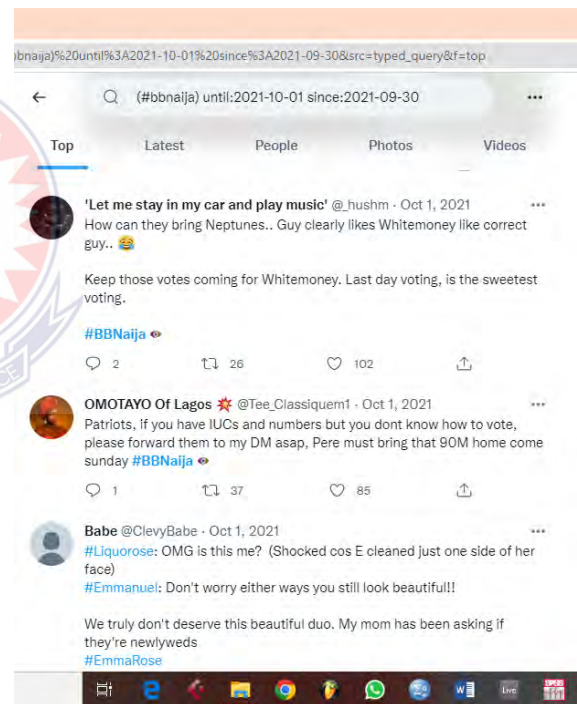 bnaija)%20until%3A2021-10-01%20since%3A2021-09-30&src=typed_query&f=top
(#bbnaija) until:2021-10-01 since:2021-09-30
Top Latest People Photos Videos
'Let me stay in my car and play music' @_hushm · Oct 1, 2021
How can they bring Neptunes.. Guy clearly likes Whitemoney like correct
guy.. 😂
Keep those votes coming for Whitemoney. Last day voting, is the sweetest
voting.
#BBNaija
2 26 102
OMOTAYO Of Lagos 💥 @Tee_Classiquem1 · Oct 1, 2021
Patriots, if you have IUCs and numbers but you dont know how to vote,
please forward them to my DM asap, Pere must bring that 90M home come
sunday #BBNaija
1 37 85
Babe @ClevyBabe · Oct 1, 2021
#Liquorose: OMG is this me? (Shocked cos E cleaned just one side of her
face)
#Emmanuel: Don't worry either ways you still look beautiful!!
We truly don't deserve this beautiful duo. My mom has been asking if
they're newlyweds
#EmmaRose
Live